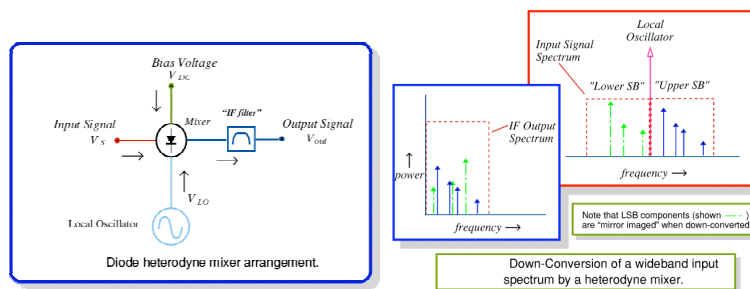 Bias Voltage
V DC
Input Signal
V S
Mixer
"IF filter"
Output Signal
V out
V LO
Local Oscillator
Diode heterodyne mixer arrangement.
IF Output
Spectrum
power
frequency
Local
Oscillator
Input Signal
Spectrum
"Lower SB"
"Upper SB"
frequency
Note that LSB components (shown )
are "mirror imaged" when down-converted
Down-Conversion of a wideband input
spectrum by a heterodyne mixer.